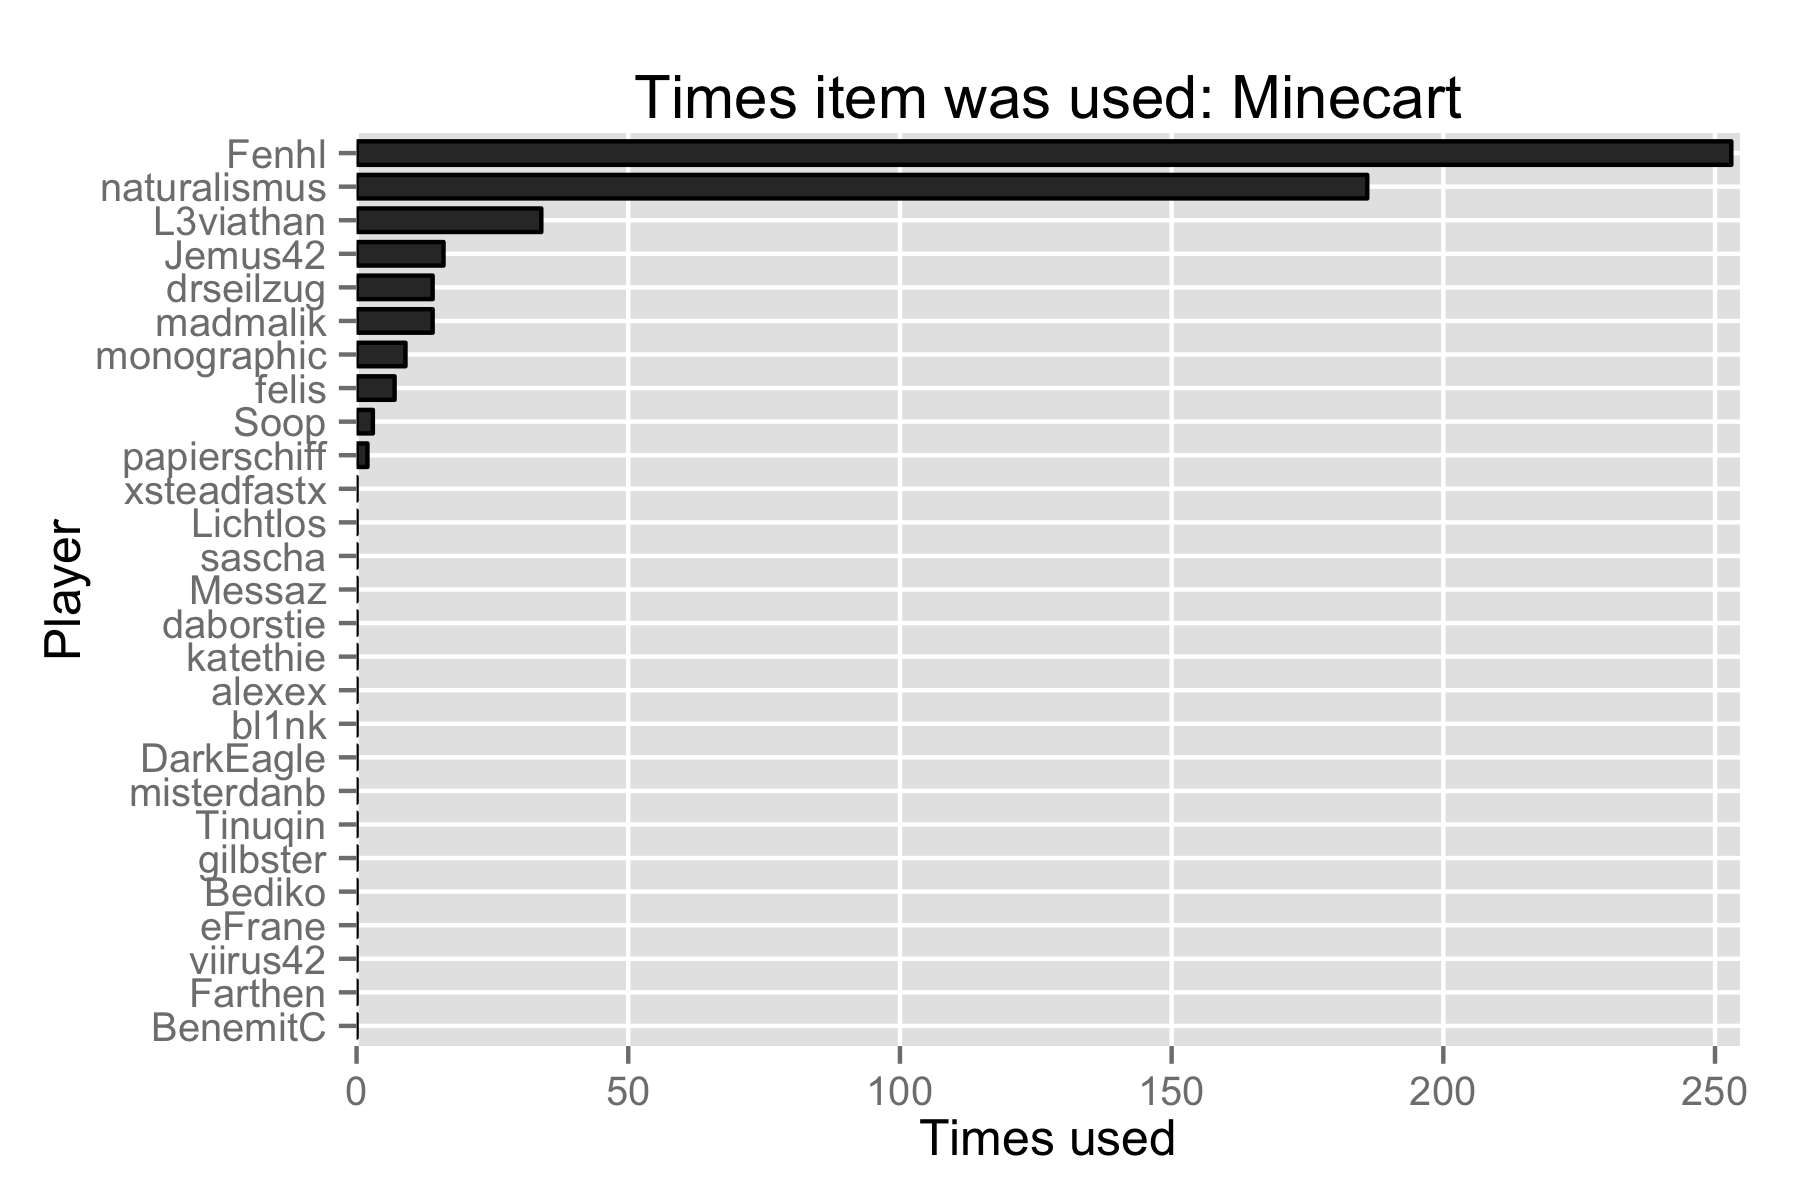 Times item was used: Minecart
Fenhl
naturalismus
L3viathan
Jemus42
drseilzug
madmalik
monographic
felis
Soop
papierschiff
xsteadfastx
Lichtlos
sascha
Messaz
daborstie
katethie
alexex
bl1nk
DarkEagle
misterdanb
Tinuqin
gilbster
Bediko
eFrane
viirus42
Farthen
BenemitC
Player
0 50 100 150 200 250
Times used